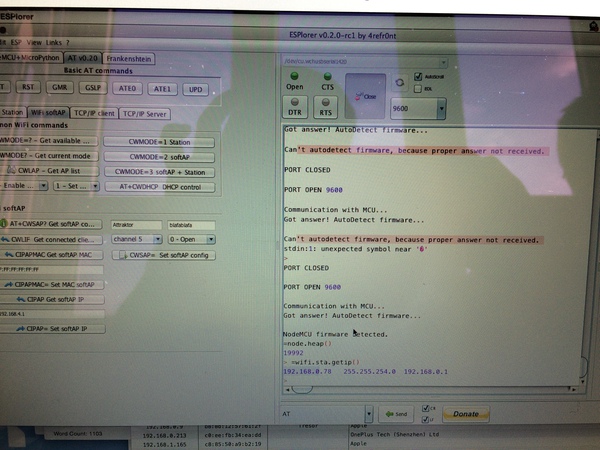 ESPlorer
ESPlorer v0.2.0-rc1 by 4refr0nt
ESP View Links ?
MicroPython AT v0.20 Frankenshtein
Basic AT commands
RST GMR GSLP ATE0 ATE1 UPD
Station WiFi softAP TCP/IP client TCP/IP Server
WiFi commands
Get available ... CWMODE=1 Station
CWMODE? - Get current mode CWMODE=2 softAP
CWLAP - Get AP list CWMODE=3 softAP + Station
Enable ... 1 - Set ... AT+CWDHCP DHCP control
softAP
AT+CWSAP? Get softAP co... Attraktor blablafa
Get connected clie... channel 5 0 - Open
CIPAPMAC Get softAP MAC CWSAP= Set softAP config
CIPAPMAC= Set MAC softAP
CIPAP Get softAP IP
CIPAP= Set softAP IP
Open CTS
Close
DTR RTS
9600
EOL
Got answer! AutoDetect firmware...
Can't autodetect firmware, because proper answer not received.
PORT CLOSED
PORT OPEN 9600
Communication with MCU...
Got answer! AutoDetect firmware...
Can't autodetect firmware, because proper answer not received.
stdin:1: unexpected symbol near
>
PORT CLOSED
PORT OPEN 9600
Communication with MCU...
Got answer! AutoDetect firmware...
NodeMCU firmware detected.
=node.heap()
19992
> =wifi.sta.getip()
192.168.0.78 255.255.254.0 192.168.0.1
>
AT Send CR LF Donate
Word Count: 1103
192.168.0.213 c0:ee:fb:34:ea:dd OnePlus Tech (Shenzhen) Ltd
192.168.1.165 Apple